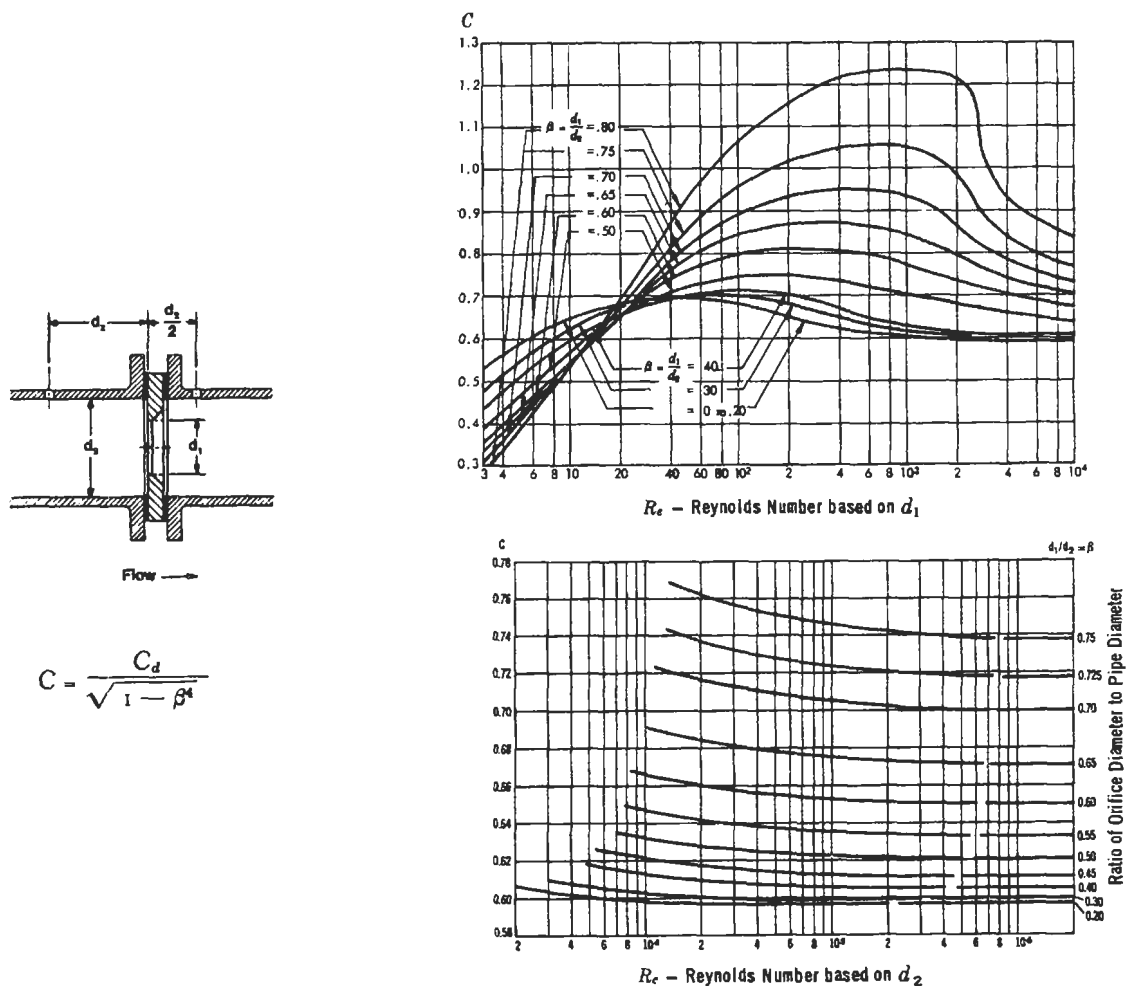 C
1.3
1.2
1.1
1.0
0.9
0.8
0.7
0.6
0.5
0.4
0.3
β = d₁/d₂ = .80
= .75
= .70
= .65
= .60
= .50
β = d₁/d₂ = 40
= 30
= 0 .20
3 4 6 8 10 20 40 60 80 10² 2 4 6 8 10³ 2 4 6 8 10⁴
Rₑ – Reynolds Number based on d₁
d₂
d₂/2
d₂
d₁
Flow
C = C_d / √(1 − β⁴)
C
d₁/d₂ = β
0.78
0.76
0.74
0.72
0.70
0.68
0.66
0.64
0.62
0.60
0.58
0.75
0.725
0.70
0.65
0.60
0.55
0.50
0.45
0.40
0.30
0.20
Ratio of Orifice Diameter to Pipe Diameter
2 4 6 8 10⁴ 2 4 6 8 10⁵ 2 4 6 8 10⁶
Rₑ – Reynolds Number based on d₂